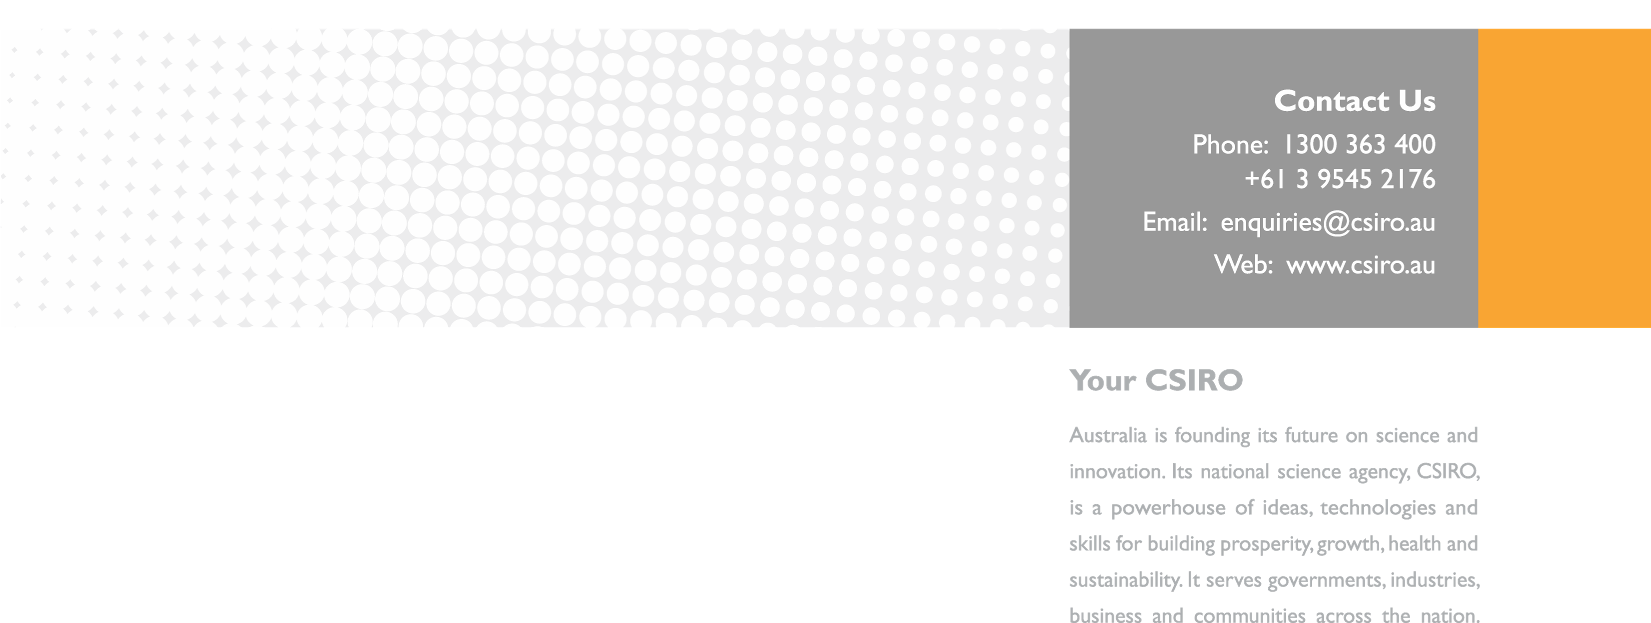 Contact Us
Phone: 1300 363 400
+61 3 9545 2176
Email: enquiries@csiro.au
Web: www.csiro.au
Your CSIRO
Australia is founding its future on science and
innovation. Its national science agency, CSIRO,
is a powerhouse of ideas, technologies and
skills for building prosperity, growth, health and
sustainability. It serves governments, industries,
business and communities across the nation.